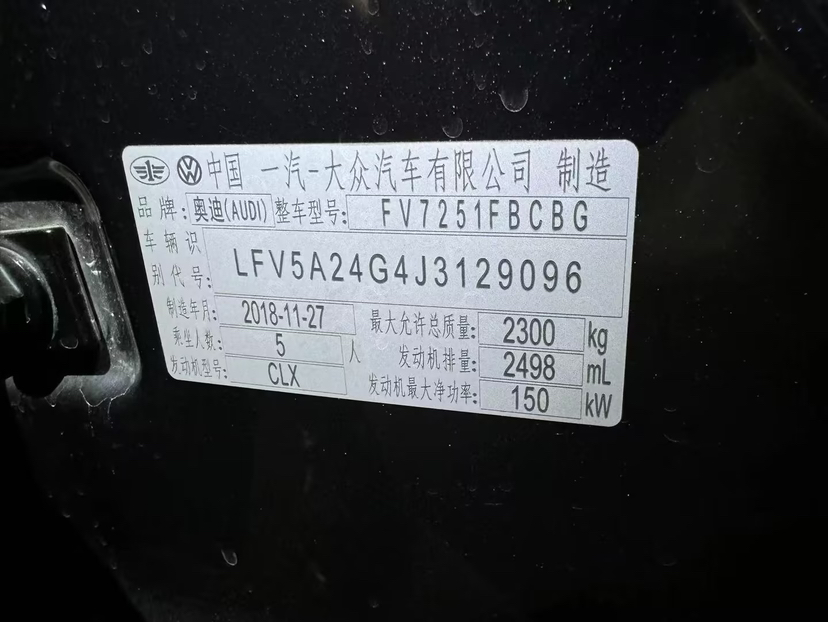 中国 一汽-大众汽车有限公司 制造
品牌: 奥迪(AUDI) 整车型号: FV7251FBCBG
车辆识别代号: LFV5A24G4J3129096
制造年月: 2018-11-27 最大允许总质量: 2300 kg
乘坐人数: 5 人 发动机排量: 2498 mL
发动机型号: CLX 发动机最大净功率: 150 kW